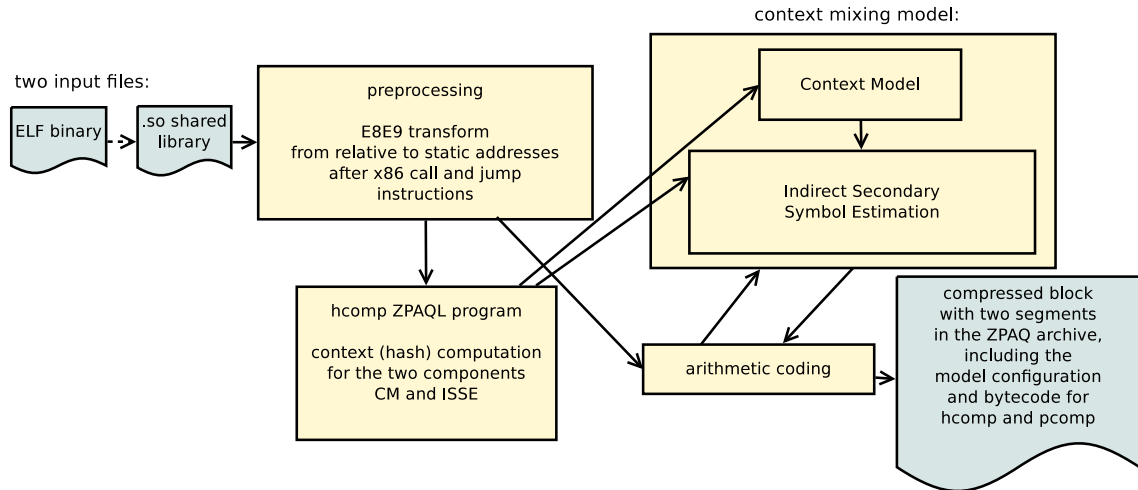 context mixing model:
two input files:
ELF binary
.so shared
library
preprocessing
E8E9 transform
from relative to static addresses
after x86 call and jump
instructions
Context Model
Indirect Secondary
Symbol Estimation
hcomp ZPAQL program
context (hash) computation
for the two components
CM and ISSE
arithmetic coding
compressed block
with two segments
in the ZPAQ archive,
including the
model configuration
and bytecode for
hcomp and pcomp